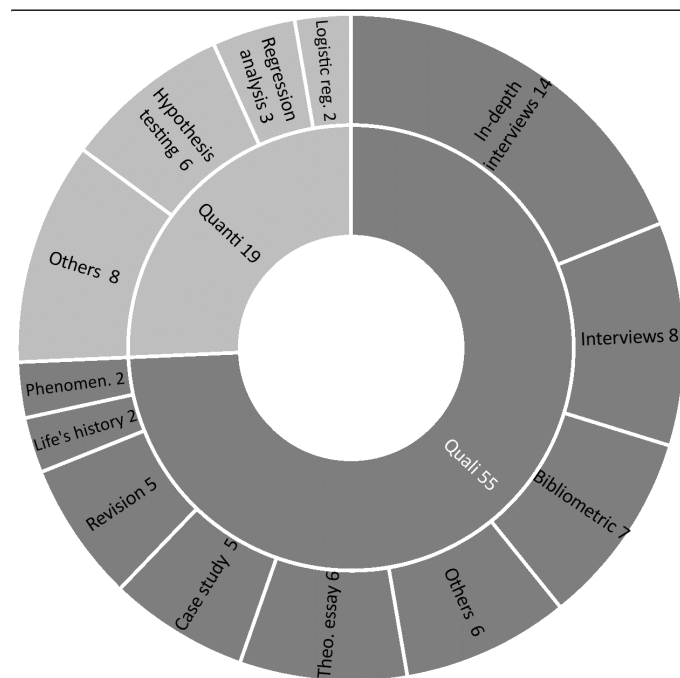 Logistic reg. 2
Regression
analysis 3
Hypothesis
testing 6
Others 8
Quanti 19
In-depth
interviews 14
Interviews 8
Bibliometric 7
Others 6
Theo. essay 6
Case study 5
Revision 5
Life's history 2
Phenomen. 2
Quali 55